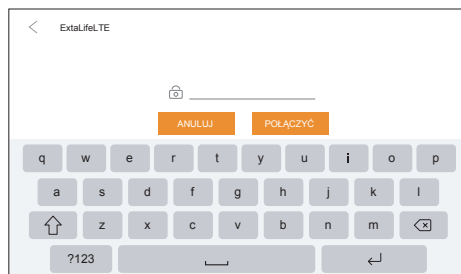 ExtaLifeLTE
ANULUJ POŁĄCZYĆ
q w e r t y u i o p
a s d f g h j k l
z x c v b n m
?123